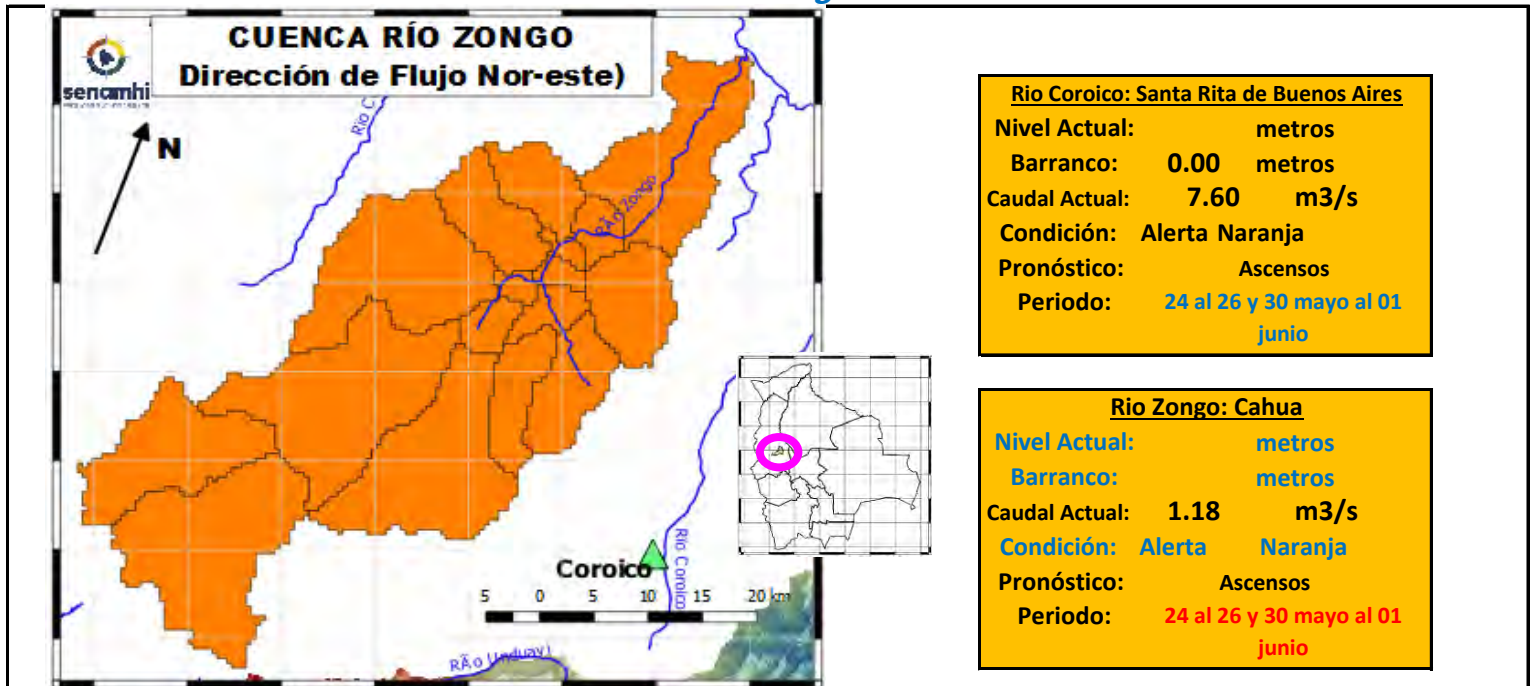 CUENCA RÍO ZONGO
Dirección de Flujo Nor-este)
senamhi
N
Río C
RÃ­o Zongo
Coroico
Río Coroico
5 0 5 10 15 20 km
RÃ­o (Unduavi)
Rio Coroico: Santa Rita de Buenos Aires
Nivel Actual: metros
Barranco: 0.00 metros
Caudal Actual: 7.60 m3/s
Condición: Alerta Naranja
Pronóstico: Ascensos
Periodo: 24 al 26 y 30 mayo al 01
junio
Rio Zongo: Cahua
Nivel Actual: metros
Barranco: metros
Caudal Actual: 1.18 m3/s
Condición: Alerta Naranja
Pronóstico: Ascensos
Periodo: 24 al 26 y 30 mayo al 01
junio